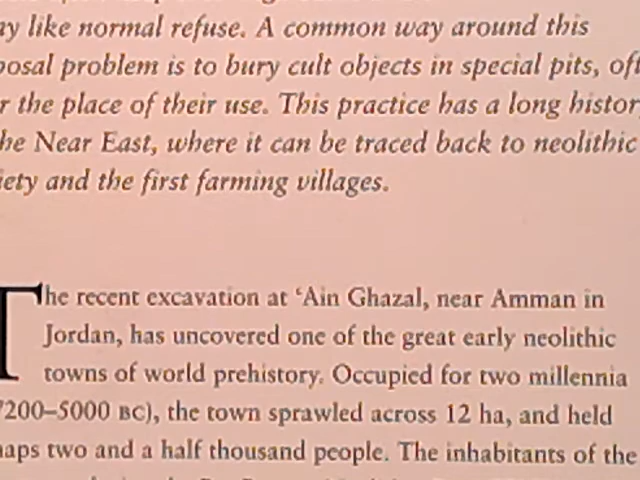 ay like normal refuse. A common way around this
posal problem is to bury cult objects in special pits, oft
r the place of their use. This practice has a long histor
he Near East, where it can be traced back to neolithic
iety and the first farming villages.
The recent excavation at ‘Ain Ghazal, near Amman in
Jordan, has uncovered one of the great early neolithic
towns of world prehistory. Occupied for two millennia
7200–5000 BC), the town sprawled across 12 ha, and held
haps two and a half thousand people. The inhabitants of the